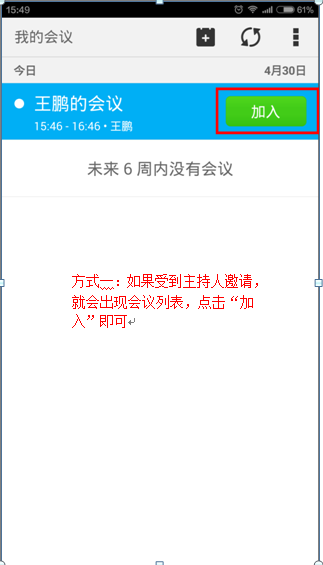 15:49
61%
我的会议
今日
4月30日
王鹏的会议
15:46 - 16:46 • 王鹏
加入
未来 6 周内没有会议
方式一：如果受到主持人邀请，
就会出现会议列表，点击“加
入”即可